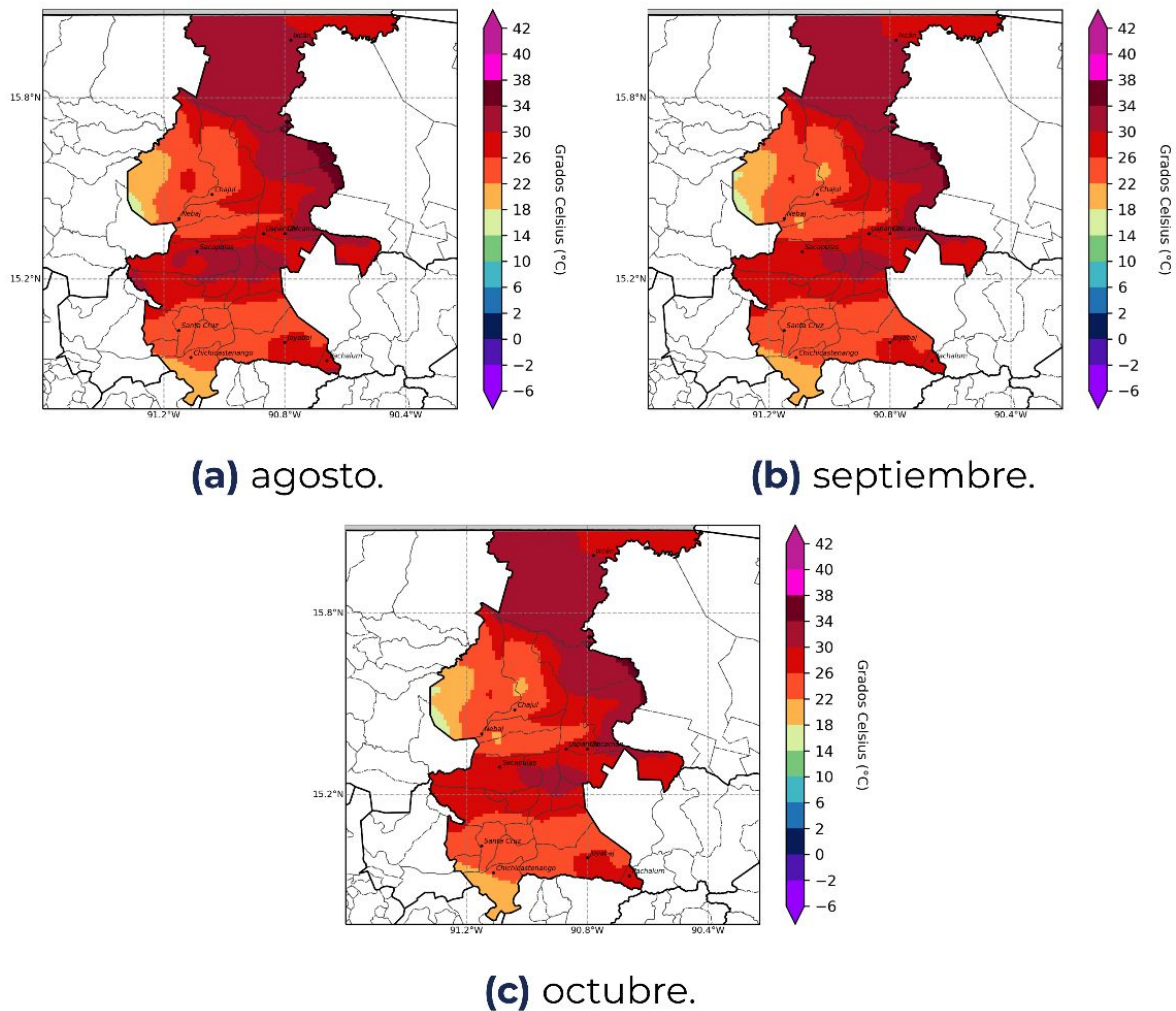 42
40
38
34
30
26
22
18
14
10
6
2
0
−2
−6
Grados Celsius (°C)
15.8°N
15.2°N
91.2°W
90.8°W
90.4°W
Ixcán
Chajul
Nebaj
Sacapulas
Santa Cruz
Chichicastenango
Joyabaj
Pachalum
(a) agosto.
42
40
38
34
30
26
22
18
14
10
6
2
0
−2
−6
Grados Celsius (°C)
15.8°N
15.2°N
91.2°W
90.8°W
90.4°W
Ixcán
Chajul
Nebaj
Sacapulas
Santa Cruz
Chichicastenango
Joyabaj
Pachalum
(b) septiembre.
42
40
38
34
30
26
22
18
14
10
6
2
0
−2
−6
Grados Celsius (°C)
15.8°N
15.2°N
91.2°W
90.8°W
90.4°W
Ixcán
Chajul
Nebaj
Sacapulas
Santa Cruz
Chichicastenango
Joyabaj
Pachalum
(c) octubre.